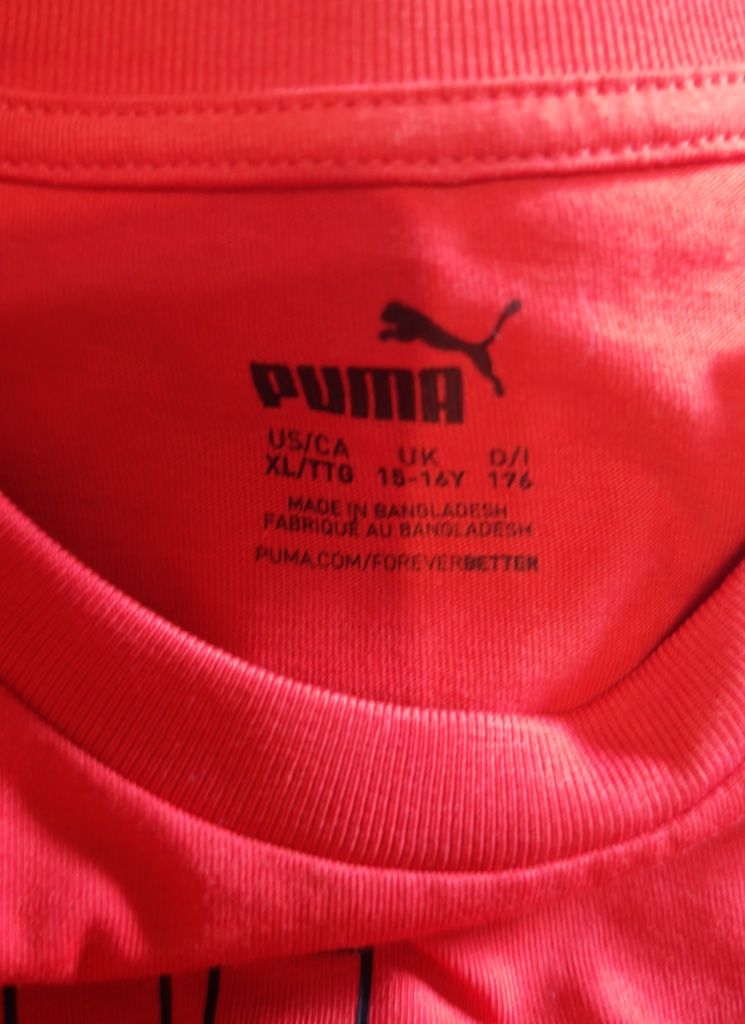 PUMA
US/CA UK D/I
XL/TTG 15-16Y 176
MADE IN BANGLADESH
FABRIQUÉ AU BANGLADESH
PUMA.COM/FOREVERBETTER